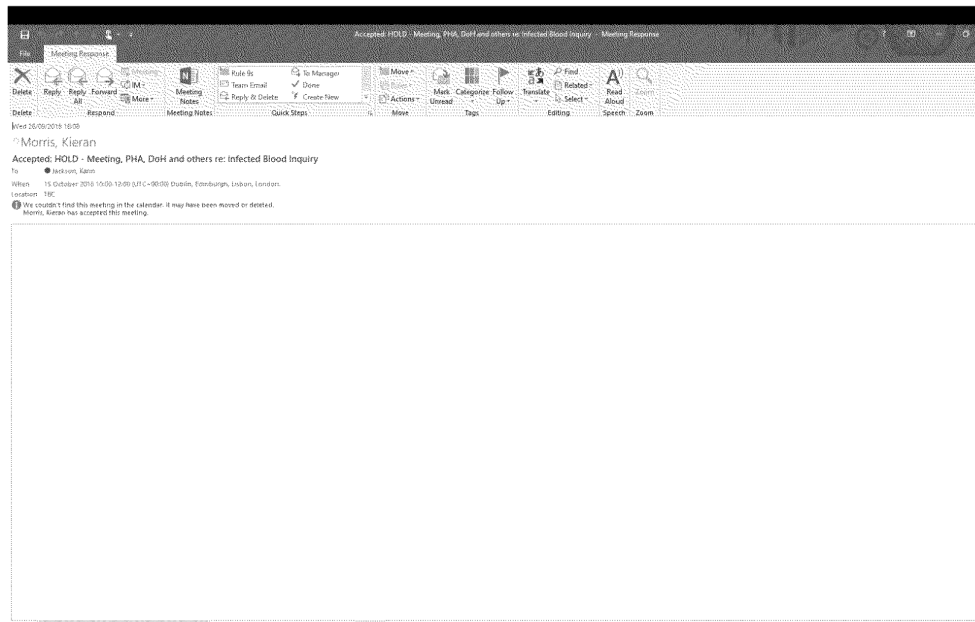 Accepted: HOLD - Meeting, PHA, DoH and others re: Infected Blood Inquiry - Meeting Response
File Meeting Response
Delete
Reply
Reply All
Forward
Meeting
IM
More
Meeting Notes
Rule 9s
Team Email
Reply & Delete
To Manager
Done
Create New
Move
Actions
Mark Unread
Categorize
Follow Up
Translate
Find
Related
Select
Read Aloud
Zoom
Delete Respond Meeting Notes Quick Steps Move Tags Editing Speech Zoom
Morris, Kieran
Accepted: HOLD - Meeting, PHA, DoH and others re: Infected Blood Inquiry
To Jackson, Karin
When 15 October 2018 10:00-12:00 (UTC+00:00) Dublin, Edinburgh, Lisbon, London.
Location TBC
We couldn't find this meeting in the calendar. It may have been moved or deleted.
Morris, Kieran has accepted this meeting.